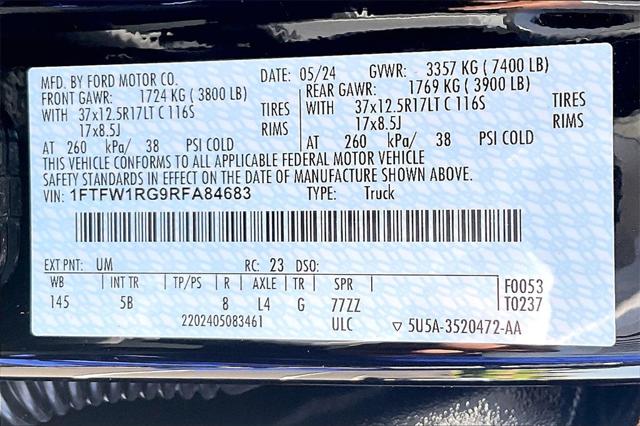 MFD. BY FORD MOTOR CO. DATE: 05/24 GVWR: 3357 KG (7400 LB)
FRONT GAWR: 1724 KG (3800 LB) REAR GAWR: 1769 KG (3900 LB)
WITH 37x12.5R17LT C 116S TIRES WITH 37x12.5R17LT C 116S TIRES
17x8.5J RIMS 17x8.5J RIMS
AT 260 kPa/ 38 PSI COLD AT 260 kPa/ 38 PSI COLD
THIS VEHICLE CONFORMS TO ALL APPLICABLE FEDERAL MOTOR VEHICLE
SAFETY STANDARDS IN EFFECT ON THE DATE OF MANUFACTURE SHOWN ABOVE.
VIN: 1FTFW1RG9RFA84683 TYPE: Truck
EXT PNT: UM RC: 23 DSO:
WB INT TR TP/PS R AXLE TR SPR F0053
145 5B 8 L4 G 77ZZ T0237
2202405083461 ULC ▽ 5U5A-3520472-AA